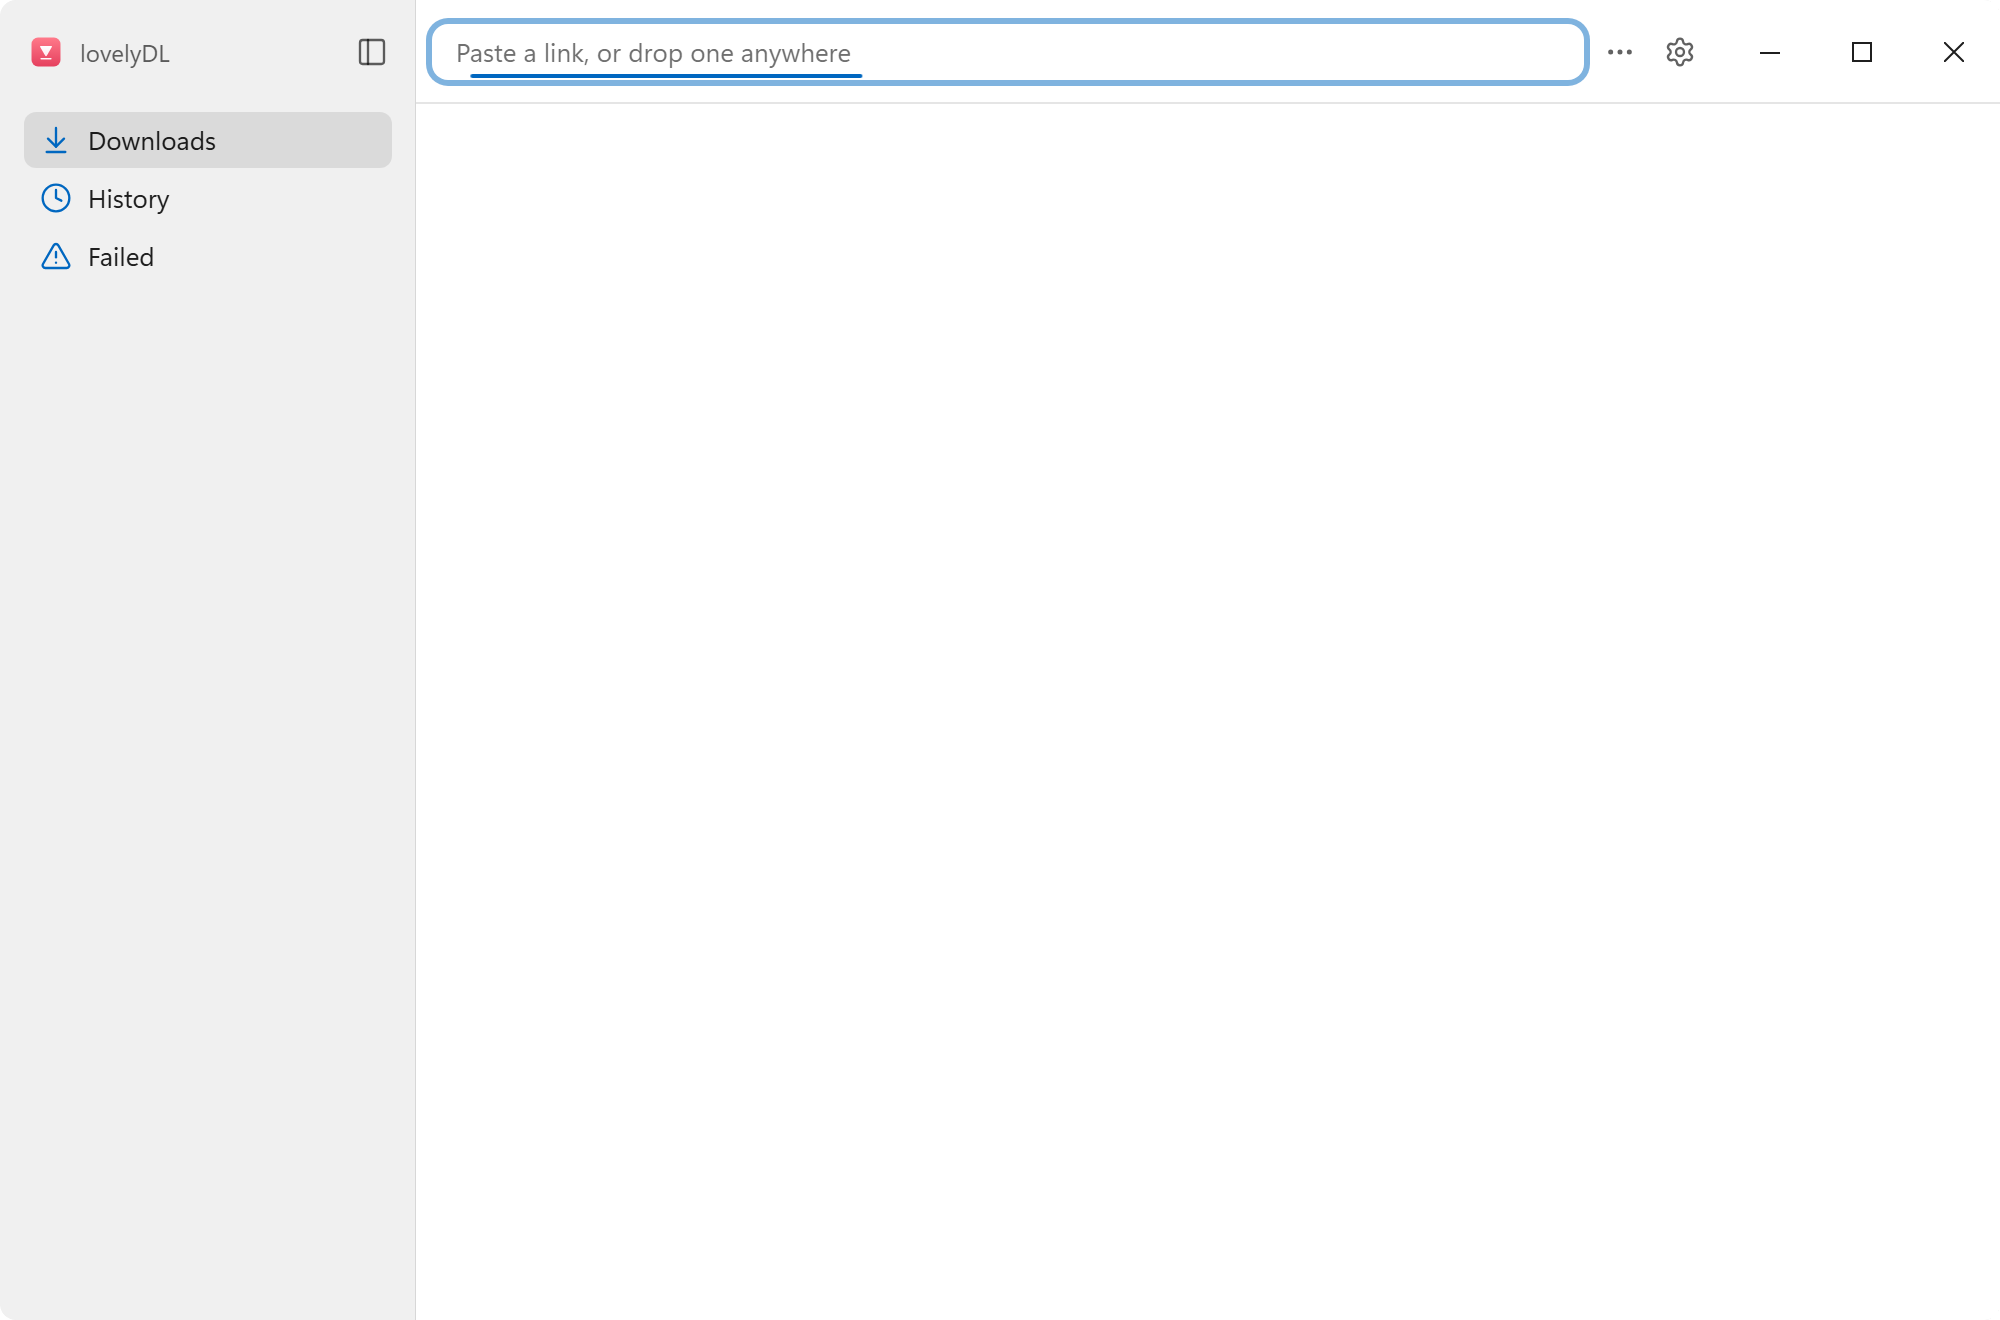 lovelyDL
Paste a link, or drop one anywhere
Downloads
History
Failed